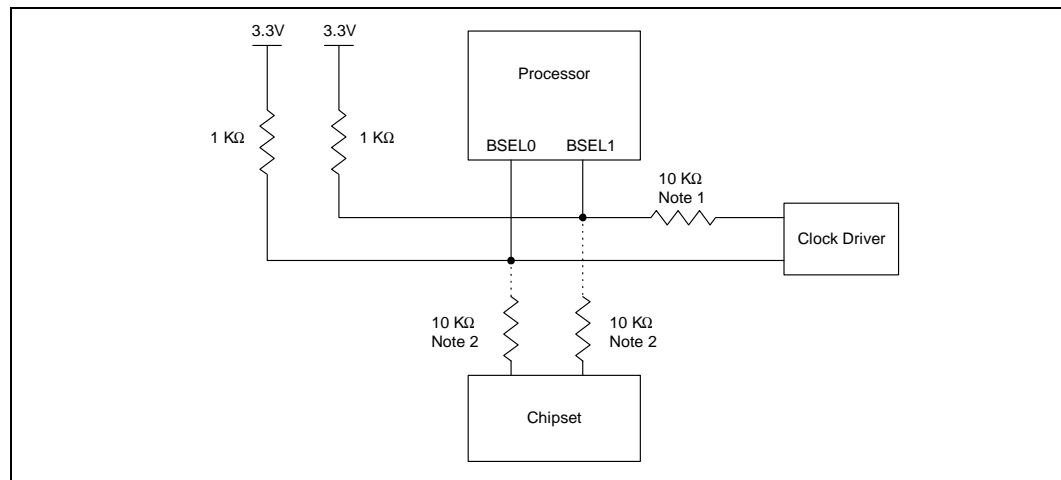 3.3V
3.3V
Processor
1 KΩ
1 KΩ
BSEL0
BSEL1
10 KΩ
Note 1
Clock Driver
10 KΩ
Note 2
10 KΩ
Note 2
Chipset